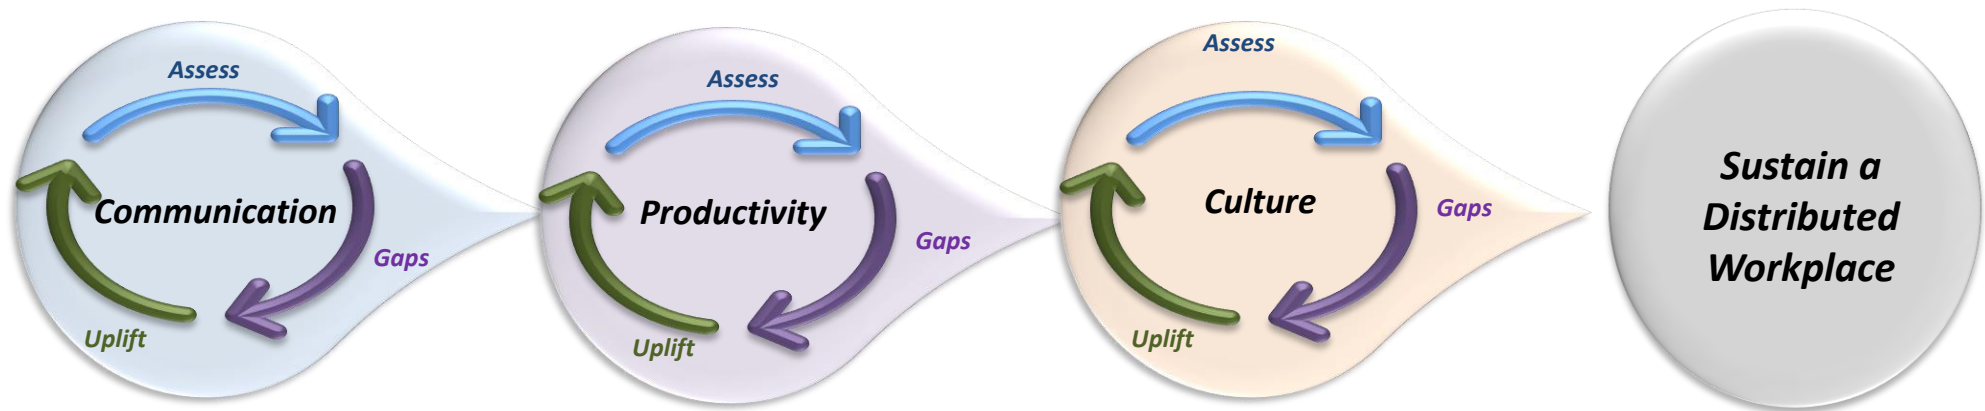 Assess
Communication
Gaps
Uplift
Assess
Productivity
Gaps
Uplift
Assess
Culture
Gaps
Uplift
Sustain a
Distributed
Workplace